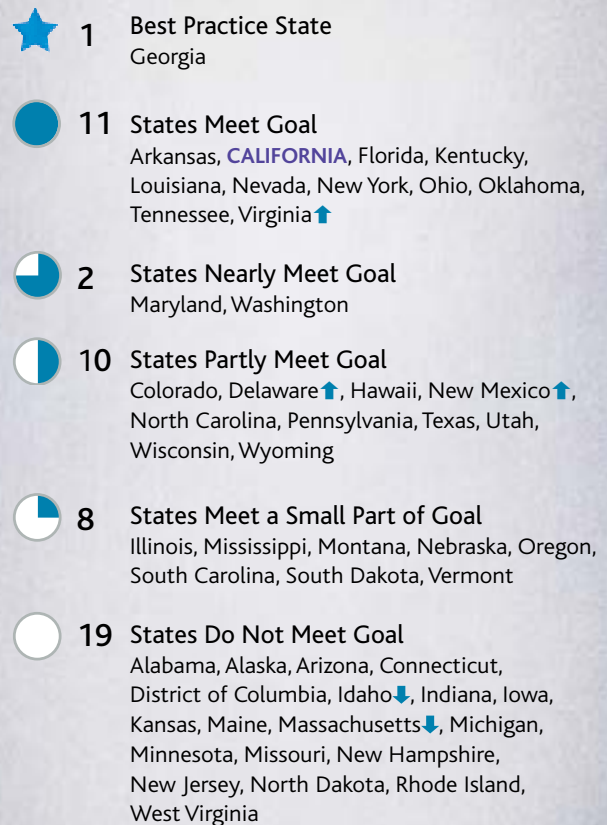 1 Best Practice State
Georgia
11 States Meet Goal
Arkansas, CALIFORNIA, Florida, Kentucky,
Louisiana, Nevada, New York, Ohio, Oklahoma,
Tennessee, Virginia⬆
2 States Nearly Meet Goal
Maryland, Washington
10 States Partly Meet Goal
Colorado, Delaware⬆, Hawaii, New Mexico⬆,
North Carolina, Pennsylvania, Texas, Utah,
Wisconsin, Wyoming
8 States Meet a Small Part of Goal
Illinois, Mississippi, Montana, Nebraska, Oregon,
South Carolina, South Dakota, Vermont
19 States Do Not Meet Goal
Alabama, Alaska, Arizona, Connecticut,
District of Columbia, Idaho⬇, Indiana, Iowa,
Kansas, Maine, Massachusetts⬇, Michigan,
Minnesota, Missouri, New Hampshire,
New Jersey, North Dakota, Rhode Island,
West Virginia